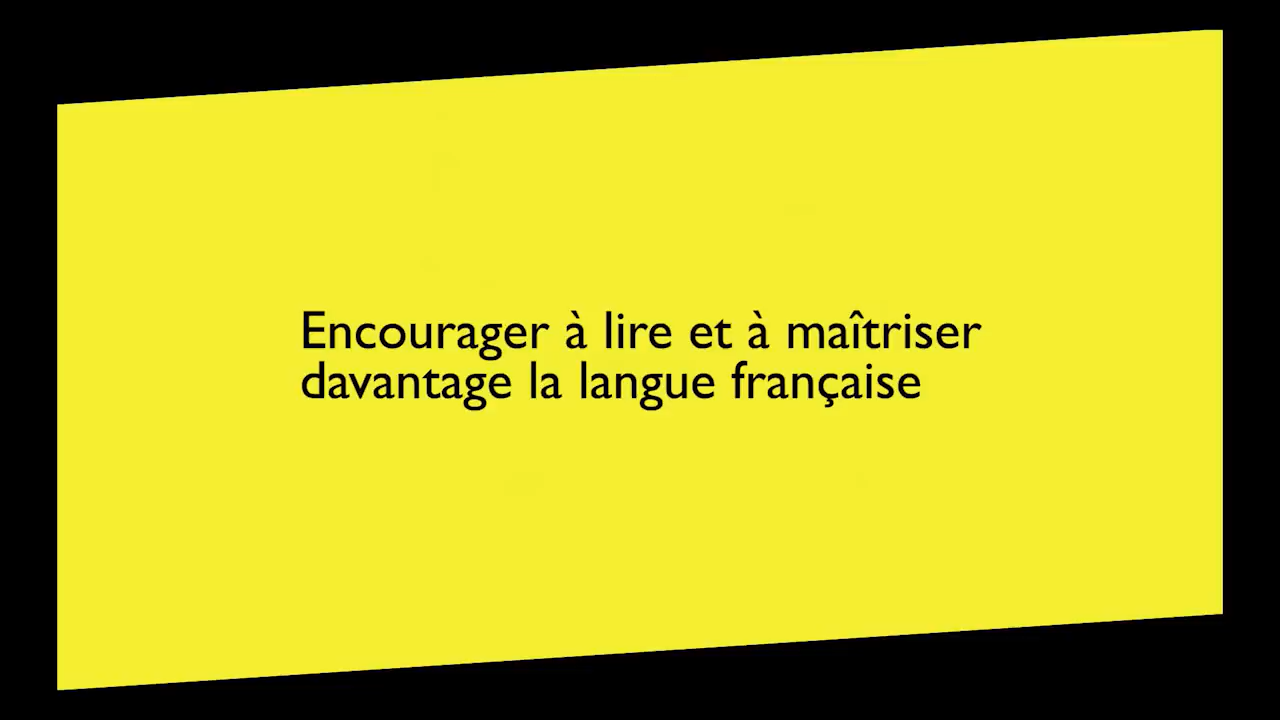 Encourager à lire et à maîtriser
davantage la langue française